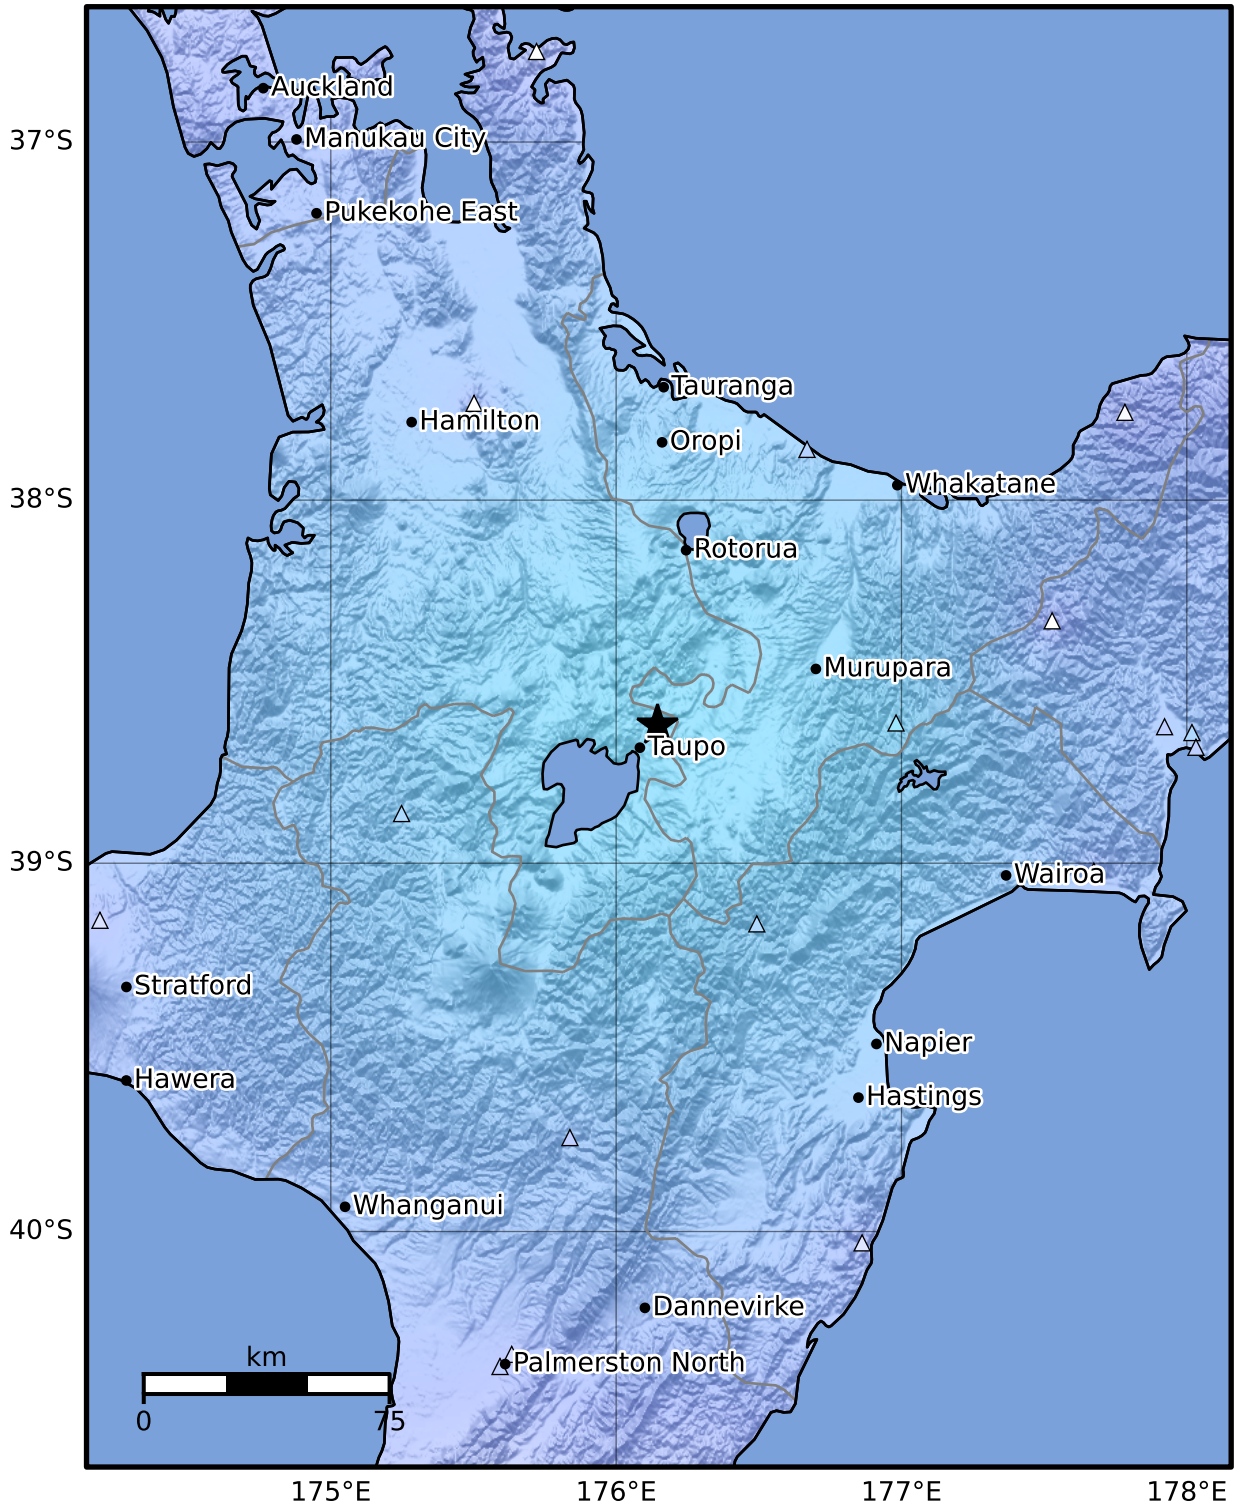 Auckland
37°S
Manukau City
Pukekohe East
Tauranga
Hamilton
Oropi
Whakatane
38°S
Rotorua
Murupara
Taupo
39°S
Wairoa
Stratford
Napier
Hawera
Hastings
Whanganui
40°S
Dannevirke
km
Palmerston North
0
75
175°E
176°E
177°E
178°E